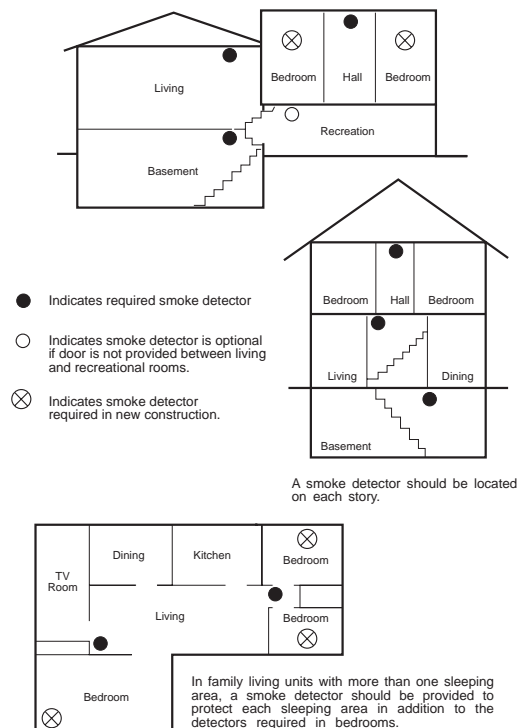 Living
Bedroom
Hall
Bedroom
Recreation
Basement
Indicates required smoke detector
Indicates smoke detector is optional
if door is not provided between living
and recreational rooms.
Indicates smoke detector
required in new construction.
Bedroom
Hall
Bedroom
Living
Dining
Basement
A smoke detector should be located
on each story.
TV
Room
Dining
Kitchen
Bedroom
Living
Bedroom
Bedroom
In family living units with more than one sleeping
area, a smoke detector should be provided to
protect each sleeping area in addition to the
detectors required in bedrooms.